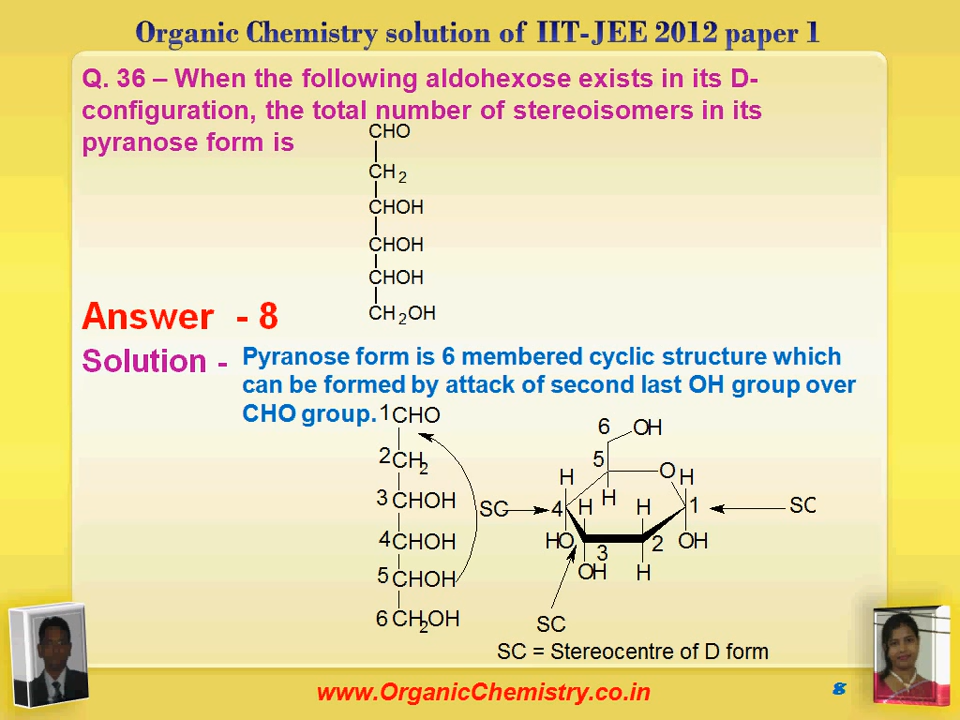 Organic Chemistry solution of IIT-JEE 2012 paper 1
Q. 36 – When the following aldohexose exists in its D-
configuration, the total number of stereoisomers in its
pyranose form is
CHO
CH2
CHOH
CHOH
CHOH
CH2OH
Answer - 8
Solution -
Pyranose form is 6 membered cyclic structure which
can be formed by attack of second last OH group over
CHO group.
1CHO
2CH2
3CHOH
4CHOH
5CHOH
6CH2OH
6 OH
5 O H
H H
SC 4 H H 1 SC
HO 3 2 OH
OH H
SC
SC = Stereocentre of D form
www.OrganicChemistry.co.in
8